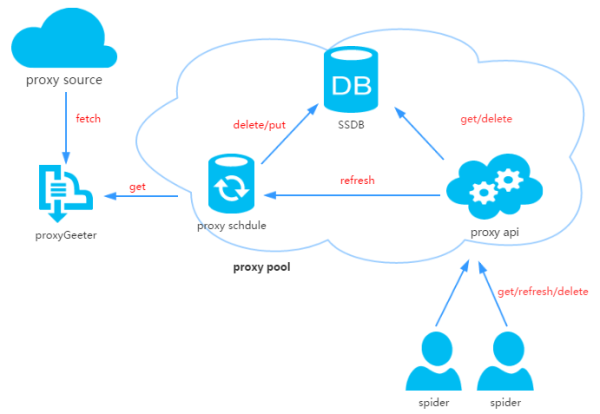 proxy source
DB
SSDB
fetch
delete/put
get/delete
get
refresh
proxyGeeter
proxy schdule
proxy api
proxy pool
get/refresh/delete
spider
spider